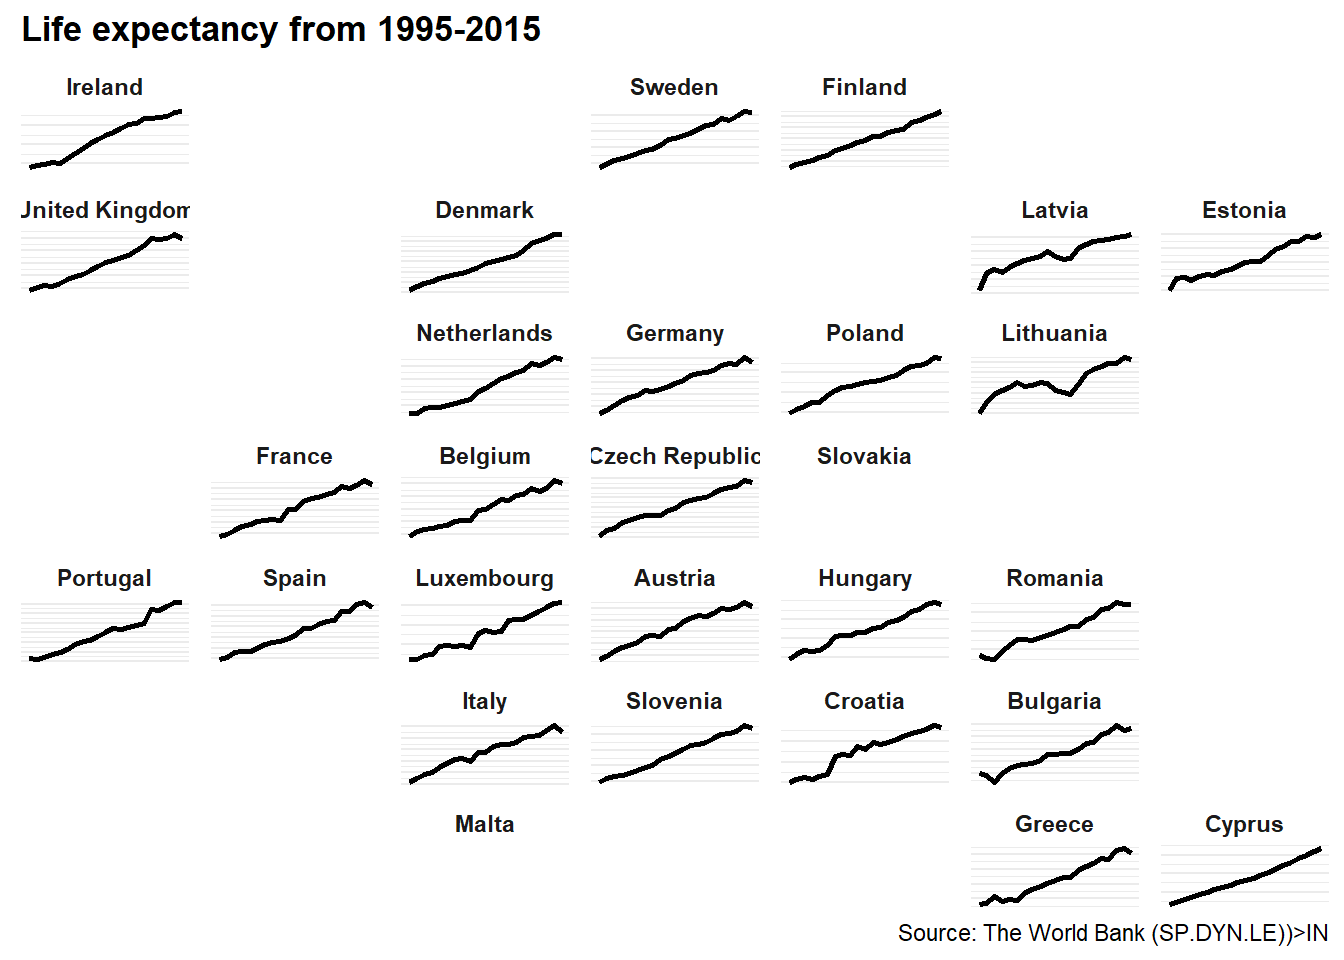 Life expectancy from 1995-2015
Ireland Sweden Finland
United Kingdom Denmark Latvia Estonia
Netherlands Germany Poland Lithuania
France Belgium Czech Republic Slovakia
Portugal Spain Luxembourg Austria Hungary Romania
Italy Slovenia Croatia Bulgaria
Malta Greece Cyprus
Source: The World Bank (SP.DYN.LE))>IN